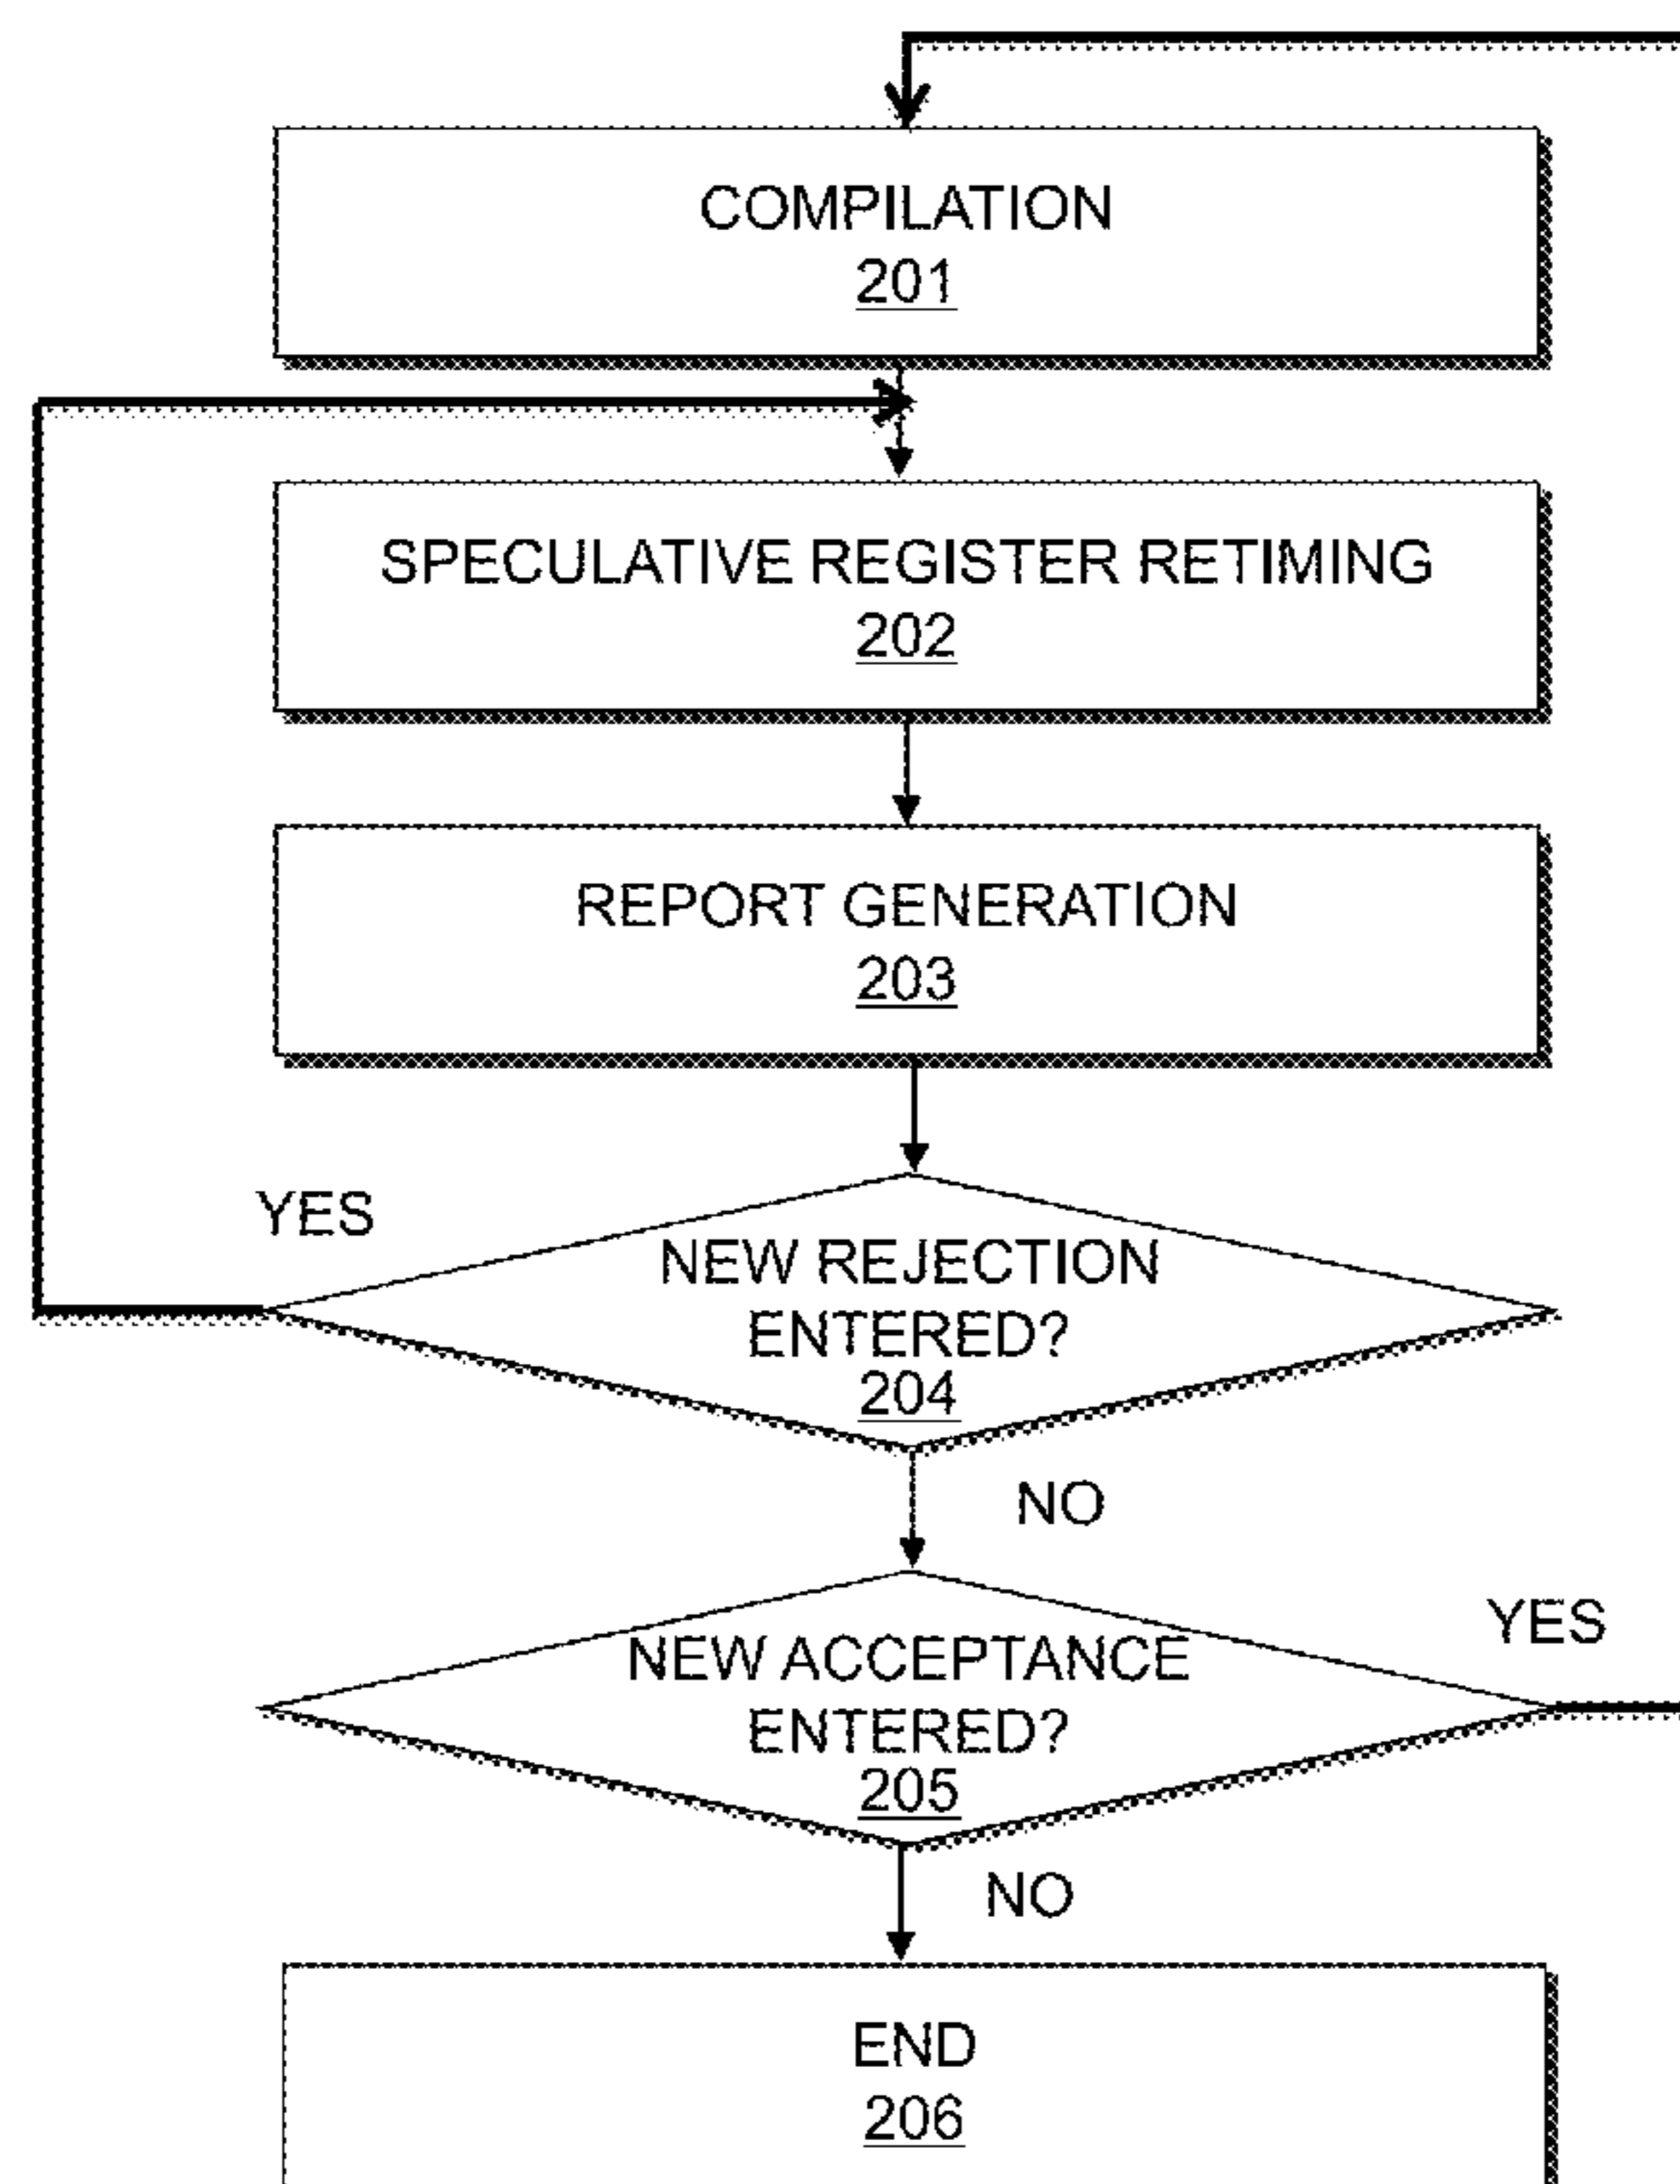 COMPILATION
201
SPECULATIVE REGISTER RETIMING
202
REPORT GENERATION
203
YES
NEW REJECTION
ENTERED?
204
NO
YES
NEW ACCEPTANCE
ENTERED?
205
NO
END
206